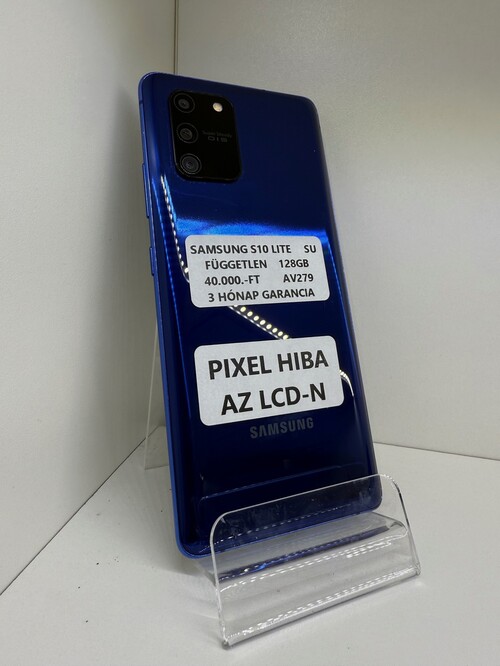 SAMSUNG S10 LITE SU
FÜGGETLEN 128GB
40.000.-FT AV279
3 HÓNAP GARANCIA
PIXEL HIBA
AZ LCD-N
SAMSUNG